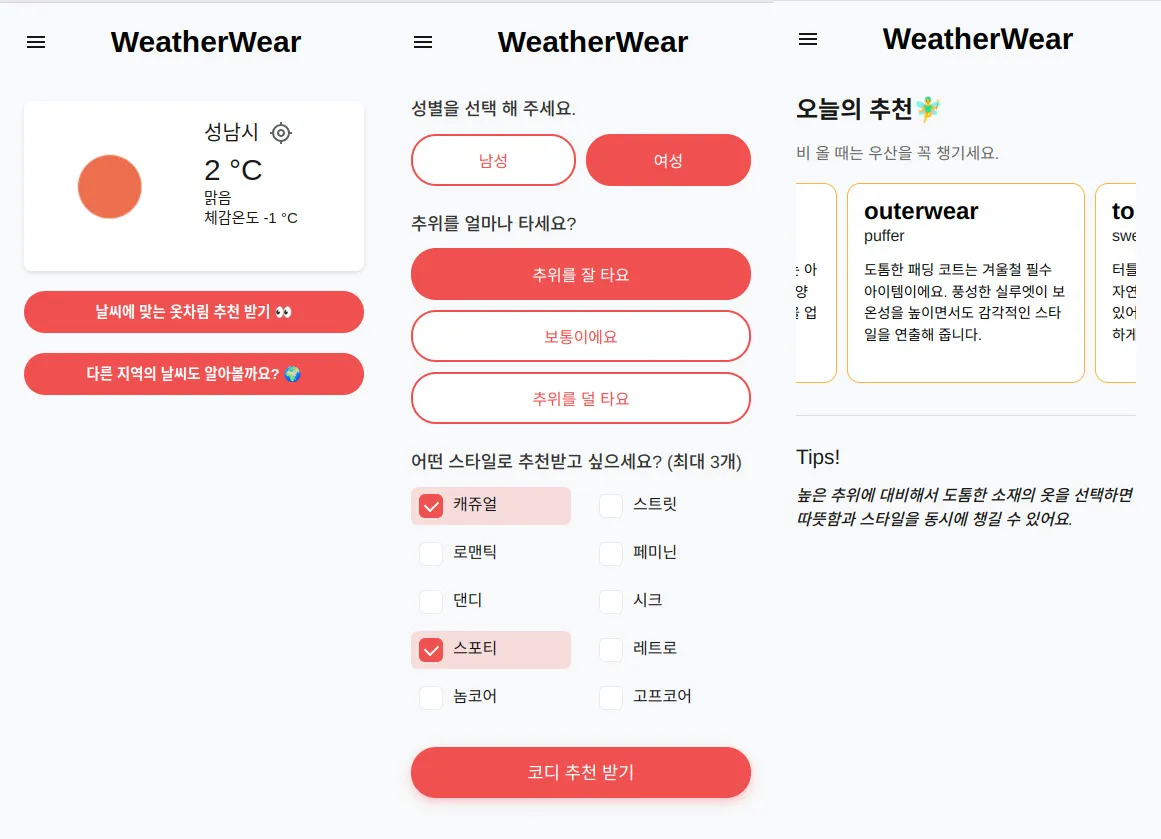 WeatherWear
성남시
2 °C
맑음
체감온도 -1 °C
날씨에 맞는 옷차림 추천 받기 👀
다른 지역의 날씨도 알아볼까요? 🌍
WeatherWear
성별을 선택 해 주세요.
남성
여성
추위를 얼마나 타세요?
추위를 잘 타요
보통이에요
추위를 덜 타요
어떤 스타일로 추천받고 싶으세요? (최대 3개)
캐쥬얼
스트릿
로맨틱
페미닌
댄디
시크
스포티
레트로
놈코어
고프코어
코디 추천 받기
WeatherWear
오늘의 추천🧚
비 올 때는 우산을 꼭 챙기세요.
아
양
업
outerwear
puffer
도톰한 패딩 코트는 겨울철 필수
아이템이에요. 풍성한 실루엣이 보
온성을 높이면서도 감각적인 스타
일을 연출해 줍니다.
to
swe
터틀
자연
있어
하게
Tips!
높은 추위에 대비해서 도톰한 소재의 옷을 선택하면
따뜻함과 스타일을 동시에 챙길 수 있어요.